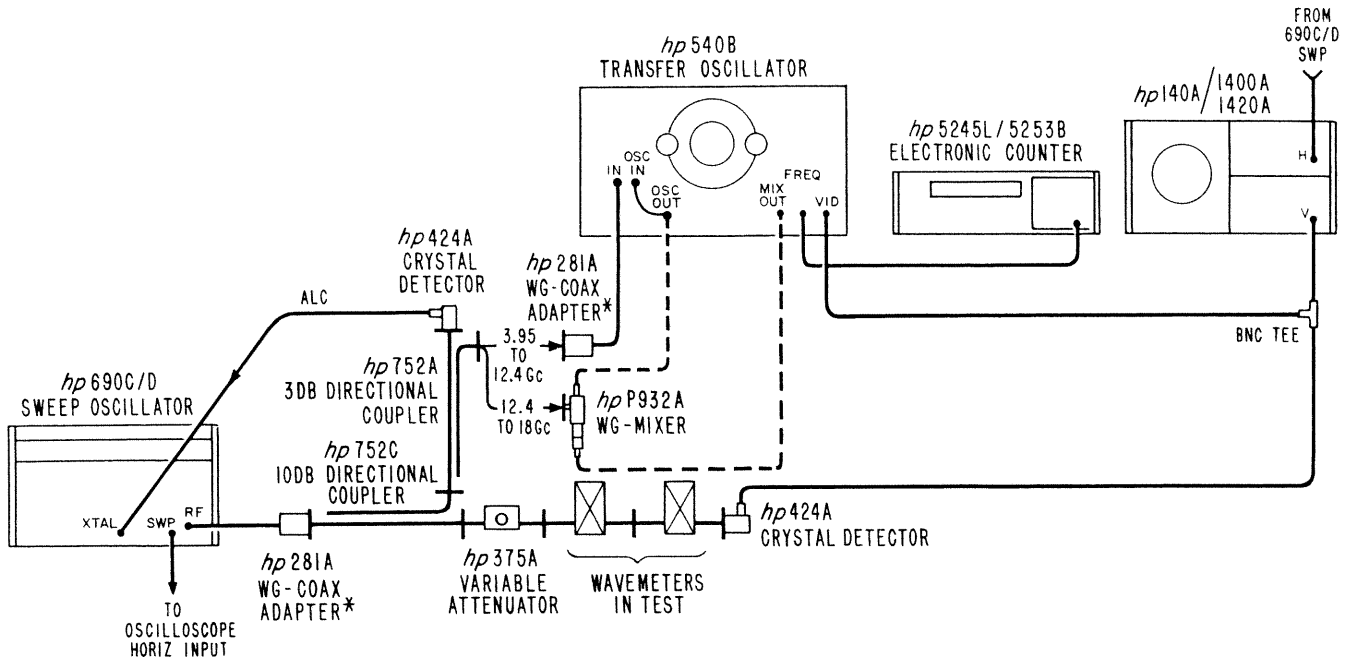 FROM
690C/D
SWP
hp 540B
TRANSFER OSCILLATOR
hp 140A/1400A
1420A
hp 5245L/5253B
ELECTRONIC COUNTER
IN
OSC
IN
OSC
OUT
MIX
OUT
FREQ
VID
H
V
hp 424A
CRYSTAL
DETECTOR
hp 281A
WG-COAX
ADAPTER*
ALC
3.95
TO
12.4Gc
BNC TEE
hp 752A
3DB DIRECTIONAL
COUPLER
hp 690C/D
SWEEP OSCILLATOR
12.4
TO 18Gc
hp P932A
WG-MIXER
hp 752C
10DB DIRECTIONAL
COUPLER
XTAL
SWP
RF
hp 424A
CRYSTAL DETECTOR
hp 281A
WG-COAX
ADAPTER*
hp 375A
VARIABLE
ATTENUATOR
WAVEMETERS
IN TEST
TO
OSCILLOSCOPE
HORIZ INPUT